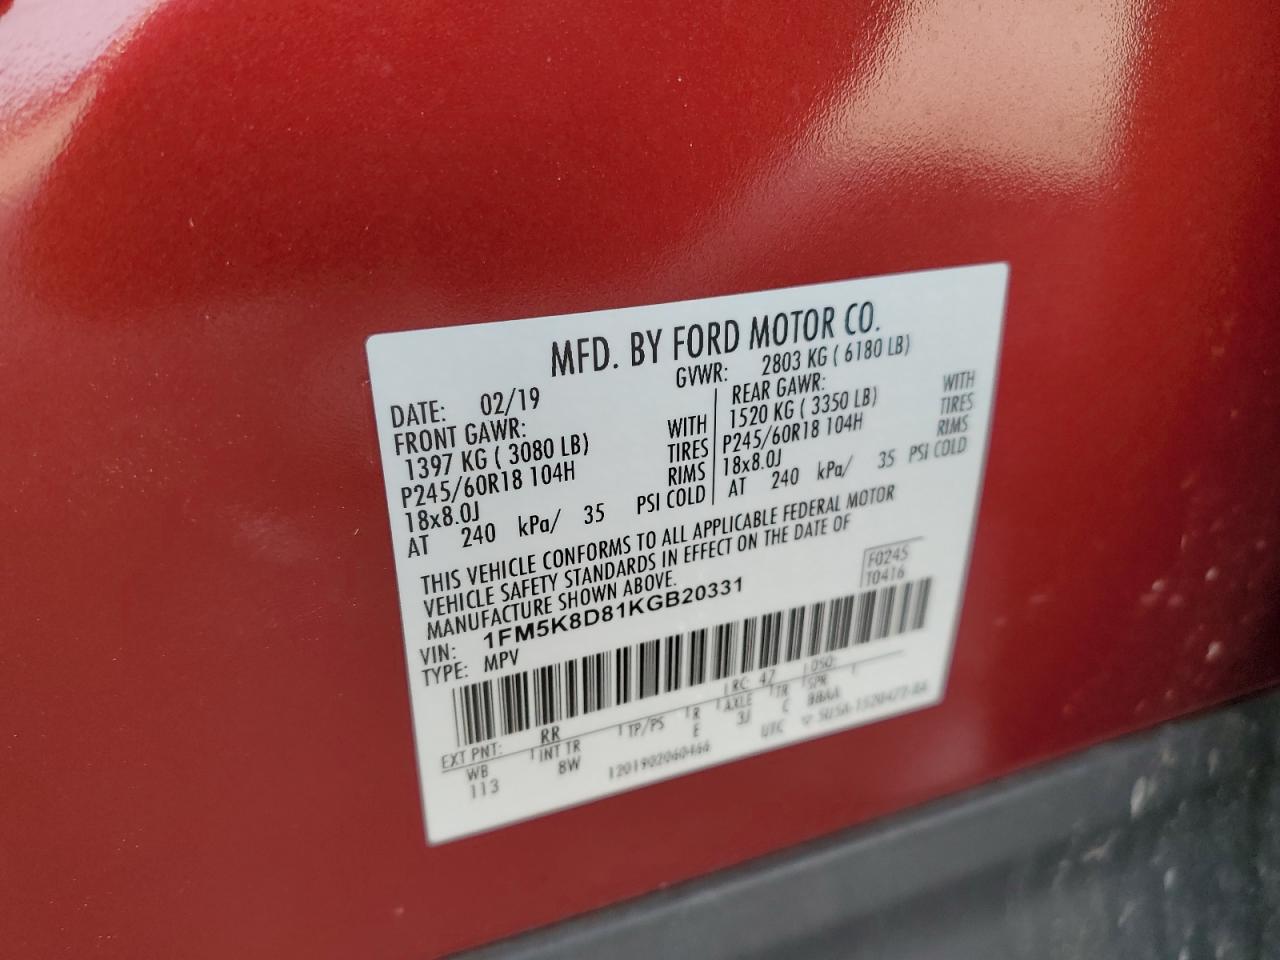 MFD. BY FORD MOTOR CO.
DATE: 02/19 GVWR: 2803 KG ( 6180 LB)
FRONT GAWR: REAR GAWR:
1397 KG ( 3080 LB) WITH 1520 KG ( 3350 LB) WITH
P245/60R18 104H TIRES P245/60R18 104H TIRES
18x8.0J RIMS 18x8.0J RIMS
AT 240 kPa/ 35 PSI COLD AT 240 kPa/ 35 PSI COLD
THIS VEHICLE CONFORMS TO ALL APPLICABLE FEDERAL MOTOR
VEHICLE SAFETY STANDARDS IN EFFECT ON THE DATE OF
MANUFACTURE SHOWN ABOVE.
F0245
T0416
VIN: 1FM5K8D81KGB20331
TYPE: MPV
EXT PNT: RR RC: 47 DSO:
WB INT TR TP/PS R AXLE TR SPR
113 8W E 3J C BBAA
1201902060466 UTC